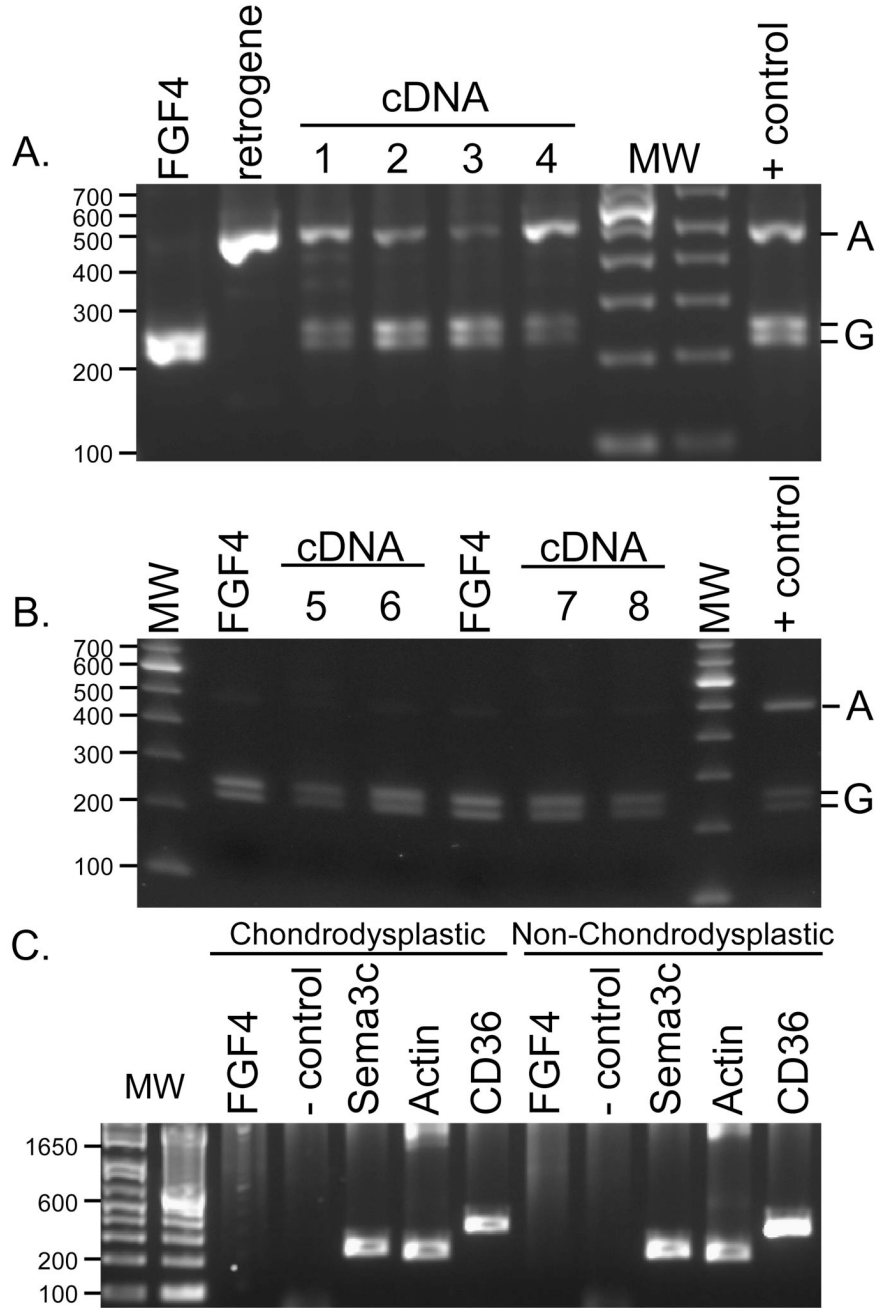 A.
FGF4 retrogene cDNA MW + control
1 2 3 4
700
600
500
400
300
200
100
A
G
B.
MW FGF4 cDNA FGF4 cDNA MW + control
5 6 7 8
700
600
500
400
300
200
100
A
G
C.
Chondrodysplastic Non-Chondrodysplastic
MW FGF4 - control Sema3c Actin CD36 FGF4 - control Sema3c Actin CD36
1650
600
200
100